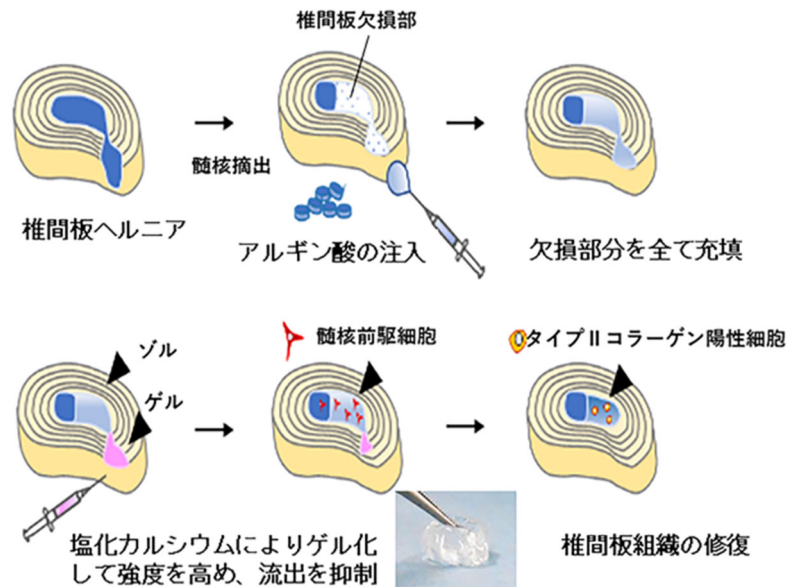 椎間板欠損部
髄核摘出
椎間板ヘルニア
アルギン酸の注入
欠損部分を全て充填
ゾル
ゲル
髄核前駆細胞
タイプⅡコラーゲン陽性細胞
塩化カルシウムによりゲル化
して強度を高め、流出を抑制
椎間板組織の修復